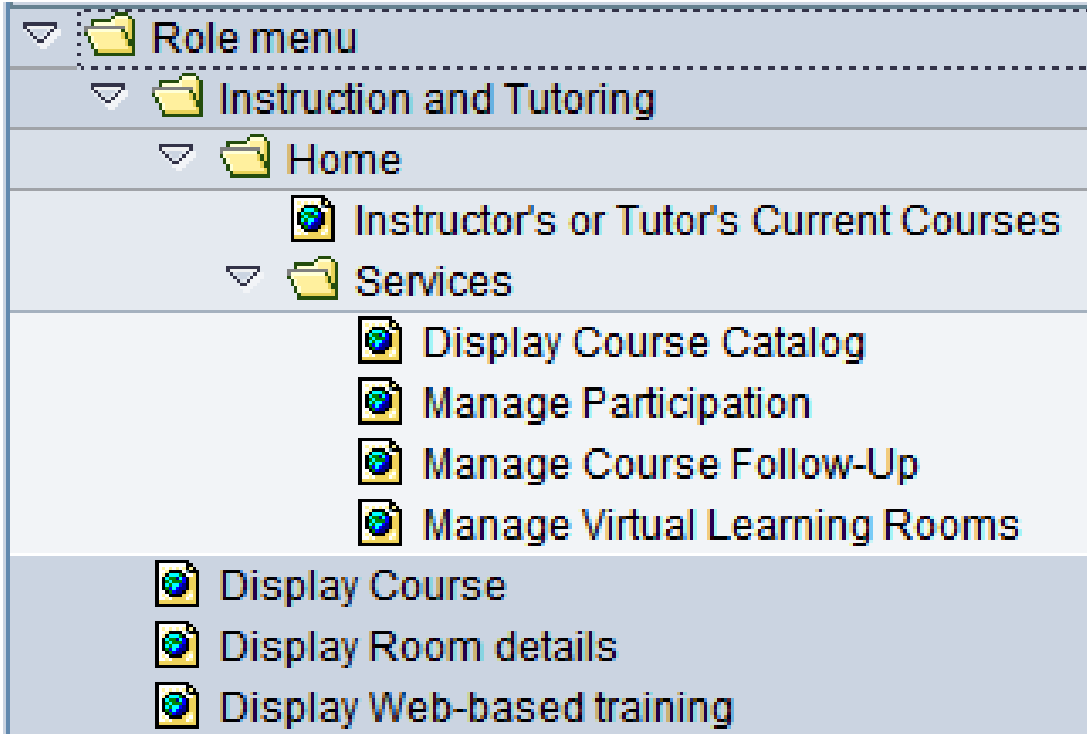 Role menu
Instruction and Tutoring
Home
Instructor's or Tutor's Current Courses
Services
Display Course Catalog
Manage Participation
Manage Course Follow-Up
Manage Virtual Learning Rooms
Display Course
Display Room details
Display Web-based training